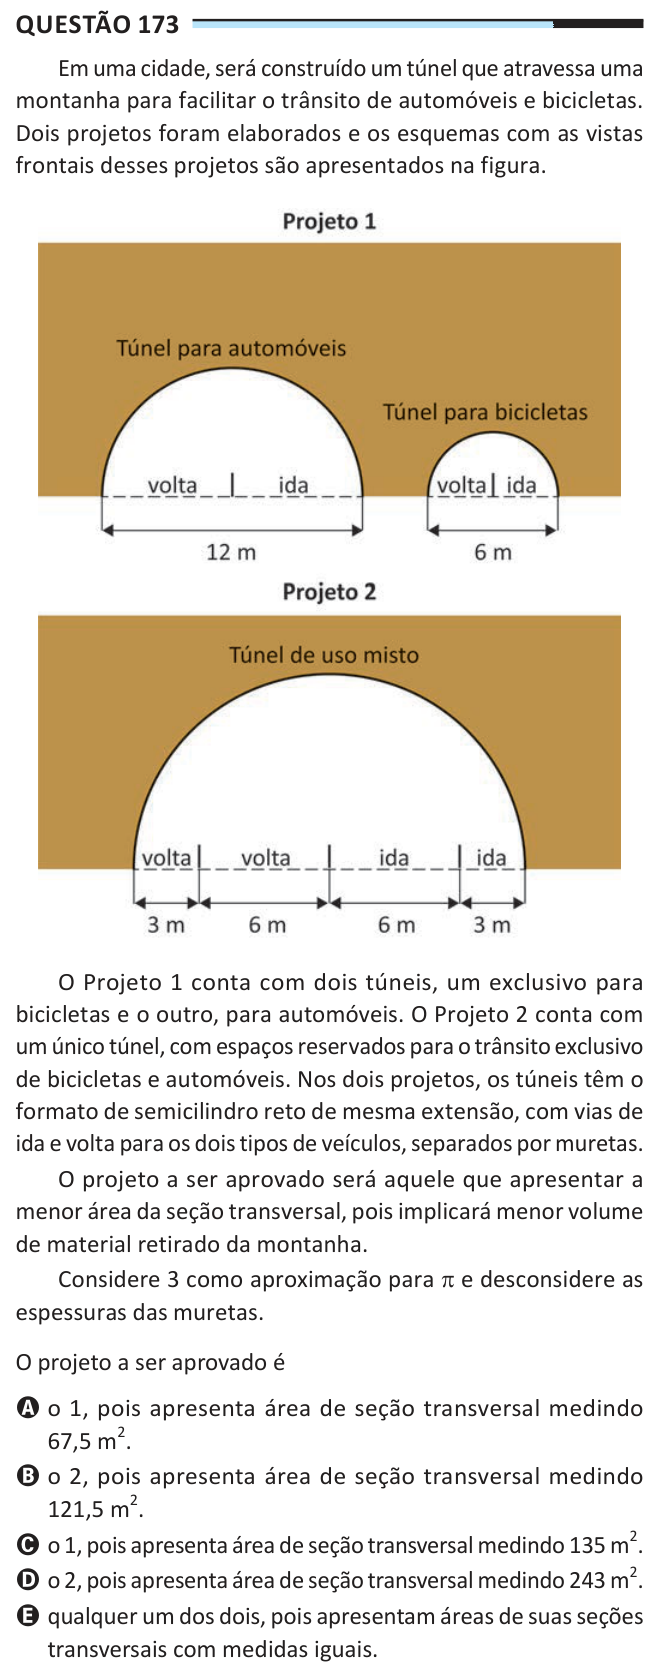 QUESTÃO 173
Em uma cidade, será construído um túnel que atravessa uma
montanha para facilitar o trânsito de automóveis e bicicletas.
Dois projetos foram elaborados e os esquemas com as vistas
frontais desses projetos são apresentados na figura.
Projeto 1
Túnel para automóveis
Túnel para bicicletas
volta ida volta ida
12 m 6 m
Projeto 2
Túnel de uso misto
volta volta ida ida
3 m 6 m 6 m 3 m
O Projeto 1 conta com dois túneis, um exclusivo para
bicicletas e o outro, para automóveis. O Projeto 2 conta com
um único túnel, com espaços reservados para o trânsito exclusivo
de bicicletas e automóveis. Nos dois projetos, os túneis têm o
formato de semicilindro reto de mesma extensão, com vias de
ida e volta para os dois tipos de veículos, separados por muretas.
O projeto a ser aprovado será aquele que apresentar a
menor área da seção transversal, pois implicará menor volume
de material retirado da montanha.
Considere 3 como aproximação para π e desconsidere as
espessuras das muretas.
O projeto a ser aprovado é
A o 1, pois apresenta área de seção transversal medindo
67,5 m².
B o 2, pois apresenta área de seção transversal medindo
121,5 m².
C o 1, pois apresenta área de seção transversal medindo 135 m².
D o 2, pois apresenta área de seção transversal medindo 243 m².
E qualquer um dos dois, pois apresentam áreas de suas seções
transversais com medidas iguais.